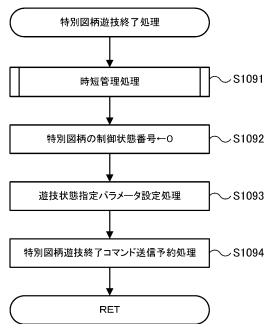 特別図柄遊技終了処理
時短管理処理
S1091
特別図柄の制御状態番号←0
S1092
遊技状態指定パラメータ設定処理
S1093
特別図柄遊技終了コマンド送信予約処理
S1094
RET